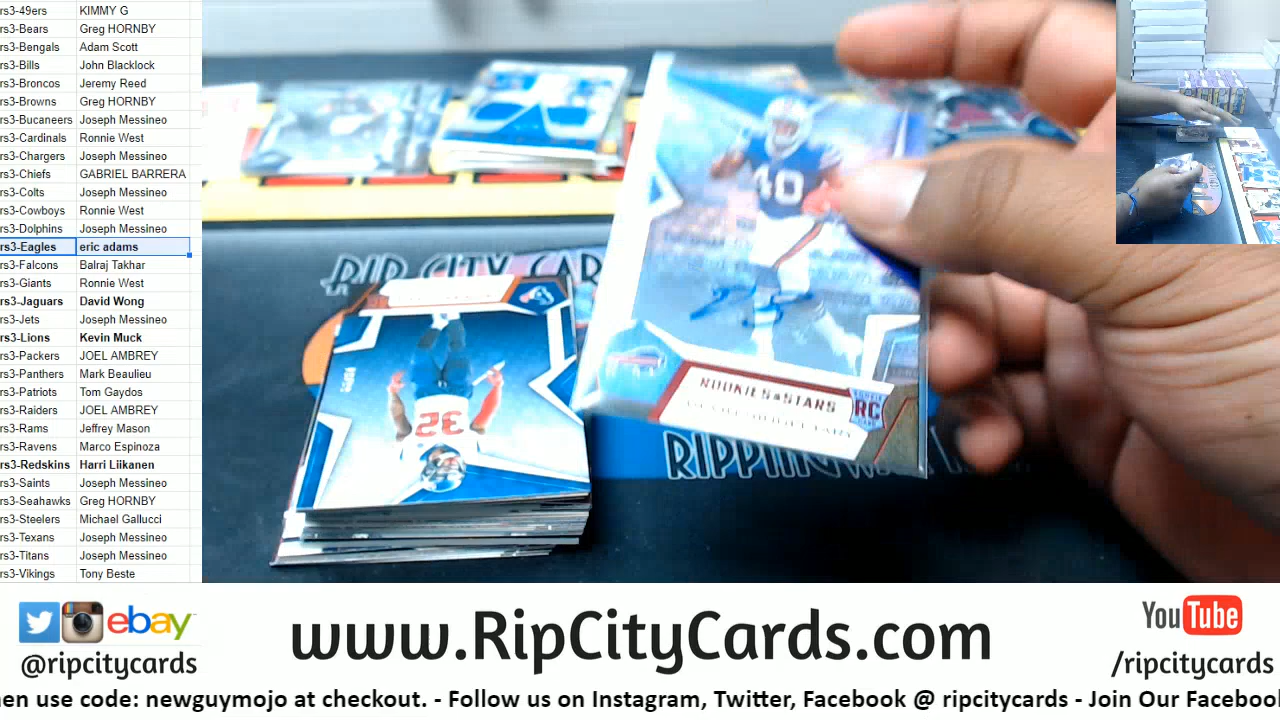 rs3-49ers KIMMY G
rs3-Bears Greg HORNBY
rs3-Bengals Adam Scott
rs3-Bills John Blacklock
rs3-Broncos Jeremy Reed
rs3-Browns Greg HORNBY
rs3-Bucaneers Joseph Messineo
rs3-Cardinals Ronnie West
rs3-Chargers Joseph Messineo
rs3-Chiefs GABRIEL BARRERA
rs3-Colts Joseph Messineo
rs3-Cowboys Ronnie West
rs3-Dolphins Joseph Messineo
rs3-Eagles eric adams
rs3-Falcons Balraj Takhar
rs3-Giants Ronnie West
rs3-Jaguars David Wong
rs3-Jets Joseph Messineo
rs3-Lions Kevin Muck
rs3-Packers JOEL AMBREY
rs3-Panthers Mark Beaulieu
rs3-Patriots Tom Gaydos
rs3-Raiders JOEL AMBREY
rs3-Rams Jeffrey Mason
rs3-Ravens Marco Espinoza
rs3-Redskins Harri Liikanen
rs3-Saints Joseph Messineo
rs3-Seahawks Greg HORNBY
rs3-Steelers Michael Gallucci
rs3-Texans Joseph Messineo
rs3-Titans Joseph Messineo
rs3-Vikings Tony Beste
RIP CITY CAR
40
32
ROOKIES & STARS
RC
RIPPING
ebay
@ripcitycards
www.RipCityCards.com
YouTube
/ripcitycards
en use code: newguymojo at checkout. - Follow us on Instagram, Twitter, Facebook @ ripcitycards - Join Our Facebook